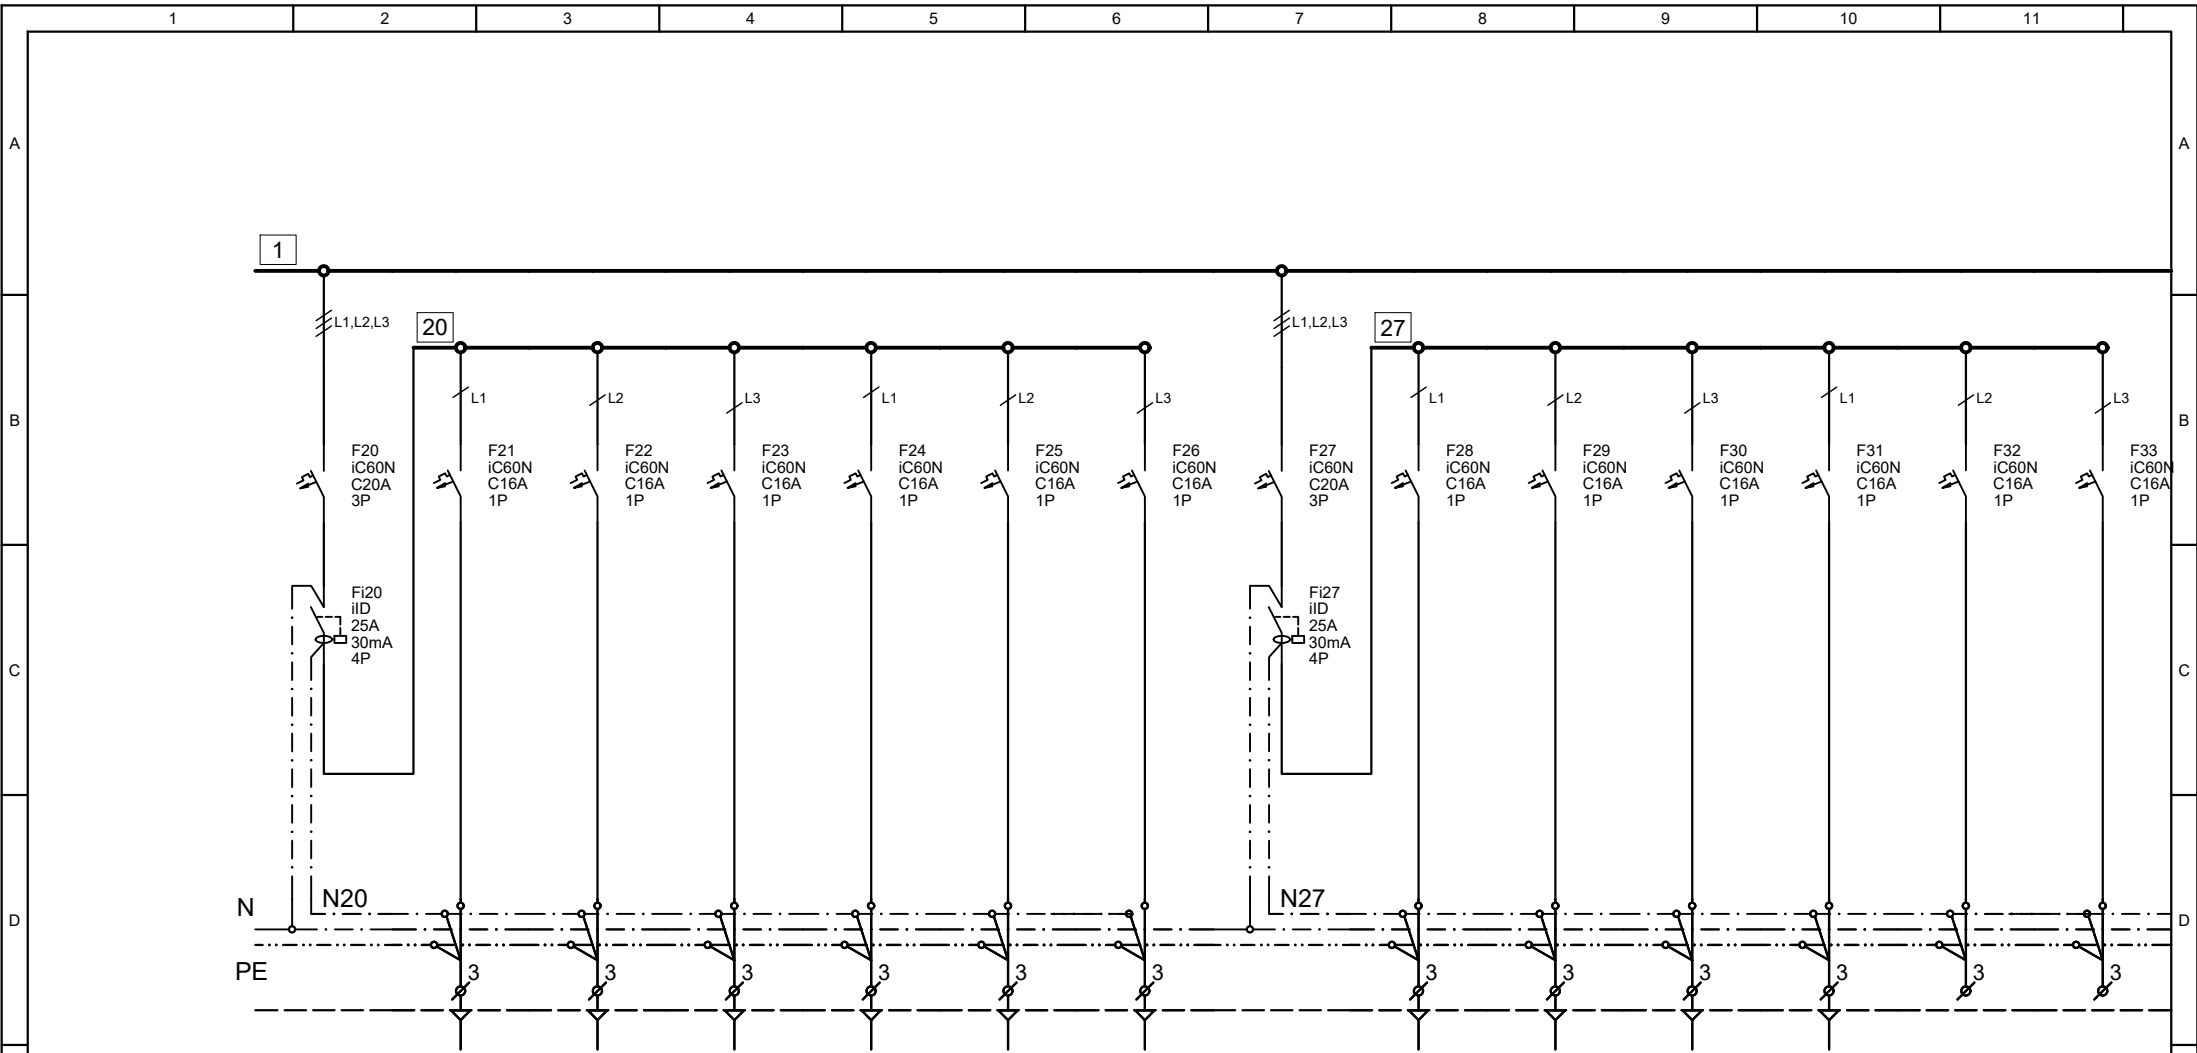 1 2 3 4 5 6 7 8 9 10 11
A A
1
L1,L2,L3 L1,L2,L3
20 27
L1 L2 L3 L1 L2 L3 L1 L2 L3 L1 L2 L3
B B
F20
iC60N
C20A
3P
F21
iC60N
C16A
1P
F22
iC60N
C16A
1P
F23
iC60N
C16A
1P
F24
iC60N
C16A
1P
F25
iC60N
C16A
1P
F26
iC60N
C16A
1P
F27
iC60N
C20A
3P
F28
iC60N
C16A
1P
F29
iC60N
C16A
1P
F30
iC60N
C16A
1P
F31
iC60N
C16A
1P
F32
iC60N
C16A
1P
F33
iC60N
C16A
1P
Fi20
iID
25A
30mA
4P
Fi27
iID
25A
30mA
4P
C C
N N20 N27
D D
PE 3 3 3 3 3 3 3 3 3 3 3 3